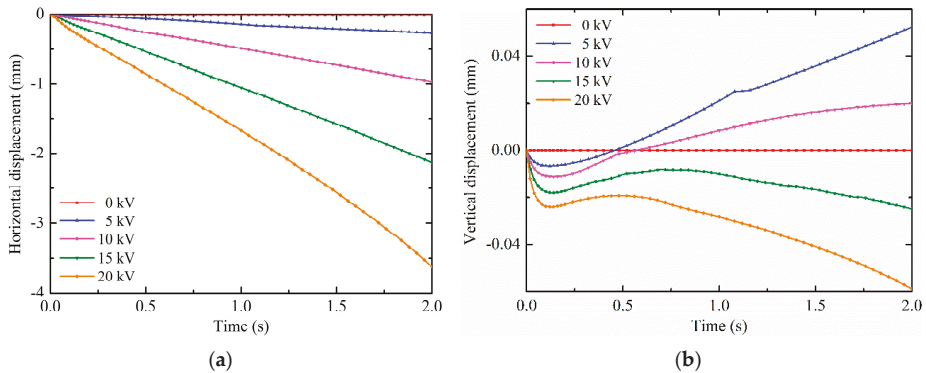 0
-1
-2
-3
-4
Horizontal displacement (mm)
0 kV
5 kV
10 kV
15 kV
20 kV
0.0 0.5 1.0 1.5 2.0
Time (s)
(a)
0.04
0.00
-0.04
Vertical displacement (mm)
0 kV
5 kV
10 kV
15 kV
20 kV
0.0 0.5 1.0 1.5 2.0
Time (s)
(b)